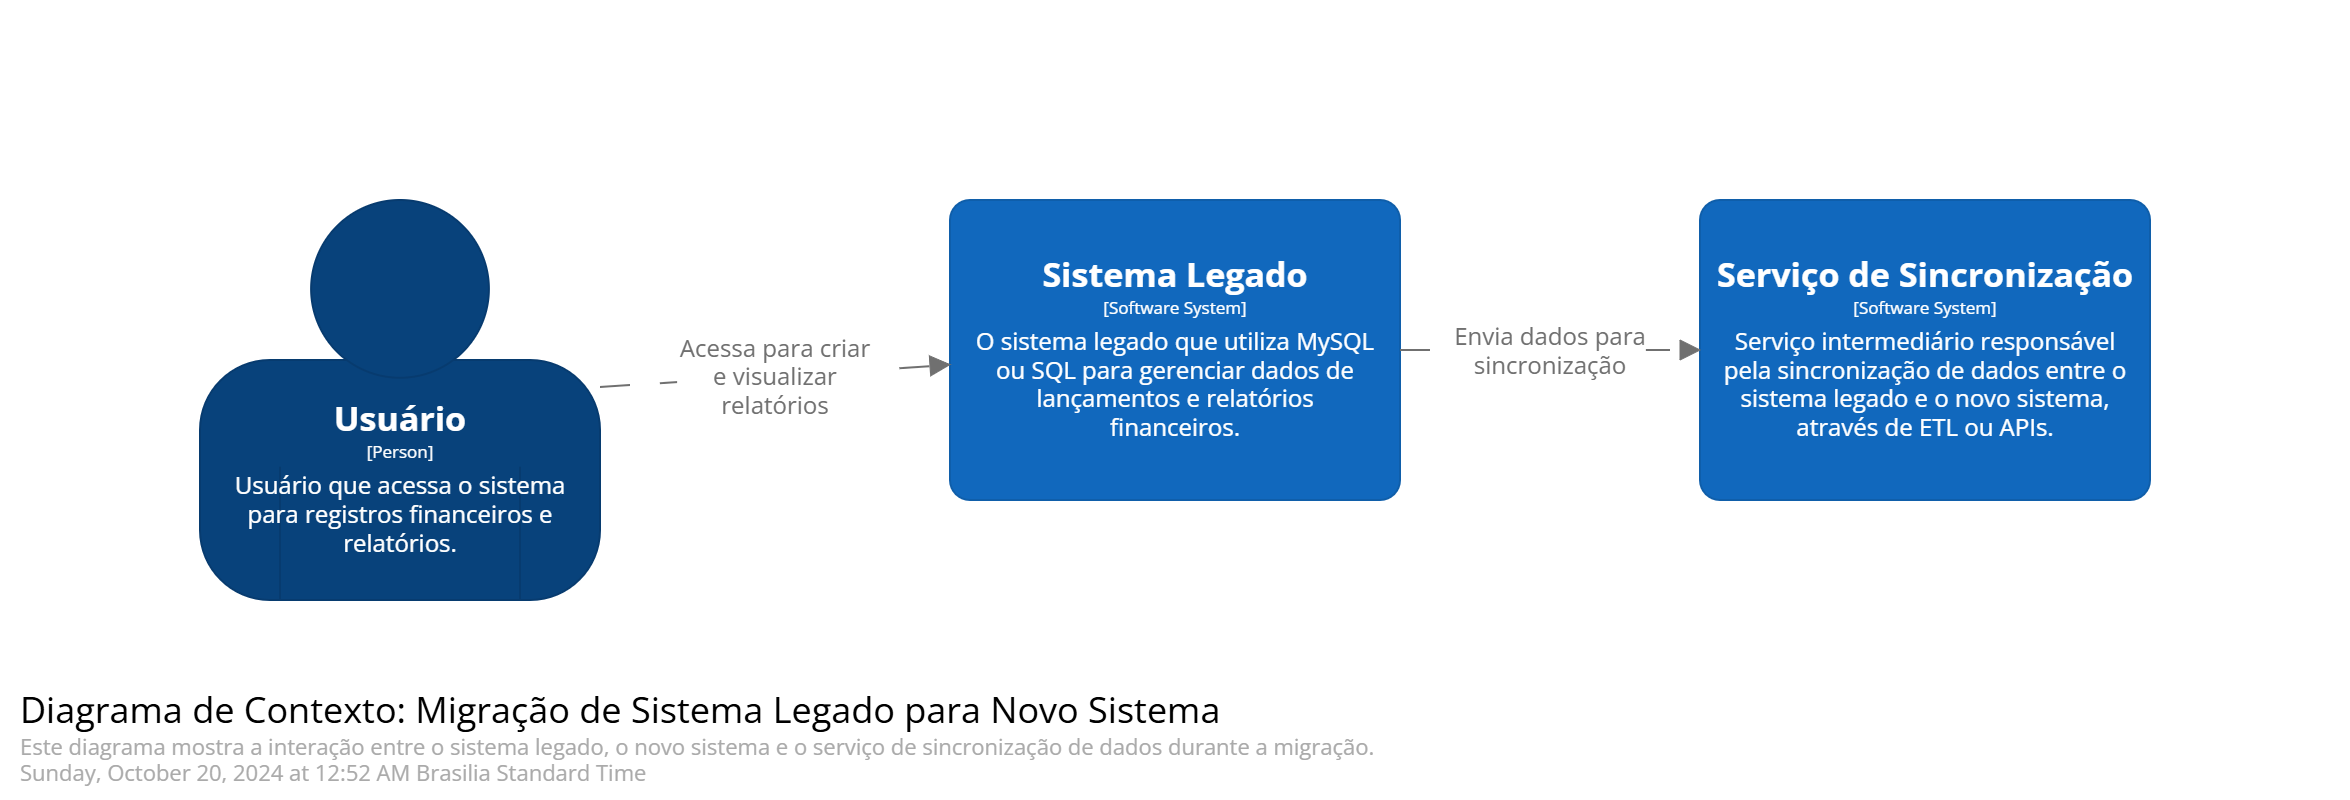 Usuário
[Person]
Usuário que acessa o sistema
para registros financeiros e
relatórios.
Acessa para criar
e visualizar
relatórios
Sistema Legado
[Software System]
O sistema legado que utiliza MySQL
ou SQL para gerenciar dados de
lançamentos e relatórios
financeiros.
Envia dados para
sincronização
Serviço de Sincronização
[Software System]
Serviço intermediário responsável
pela sincronização de dados entre o
sistema legado e o novo sistema,
através de ETL ou APIs.
Diagrama de Contexto: Migração de Sistema Legado para Novo Sistema
Este diagrama mostra a interação entre o sistema legado, o novo sistema e o serviço de sincronização de dados durante a migração.
Sunday, October 20, 2024 at 12:52 AM Brasilia Standard Time